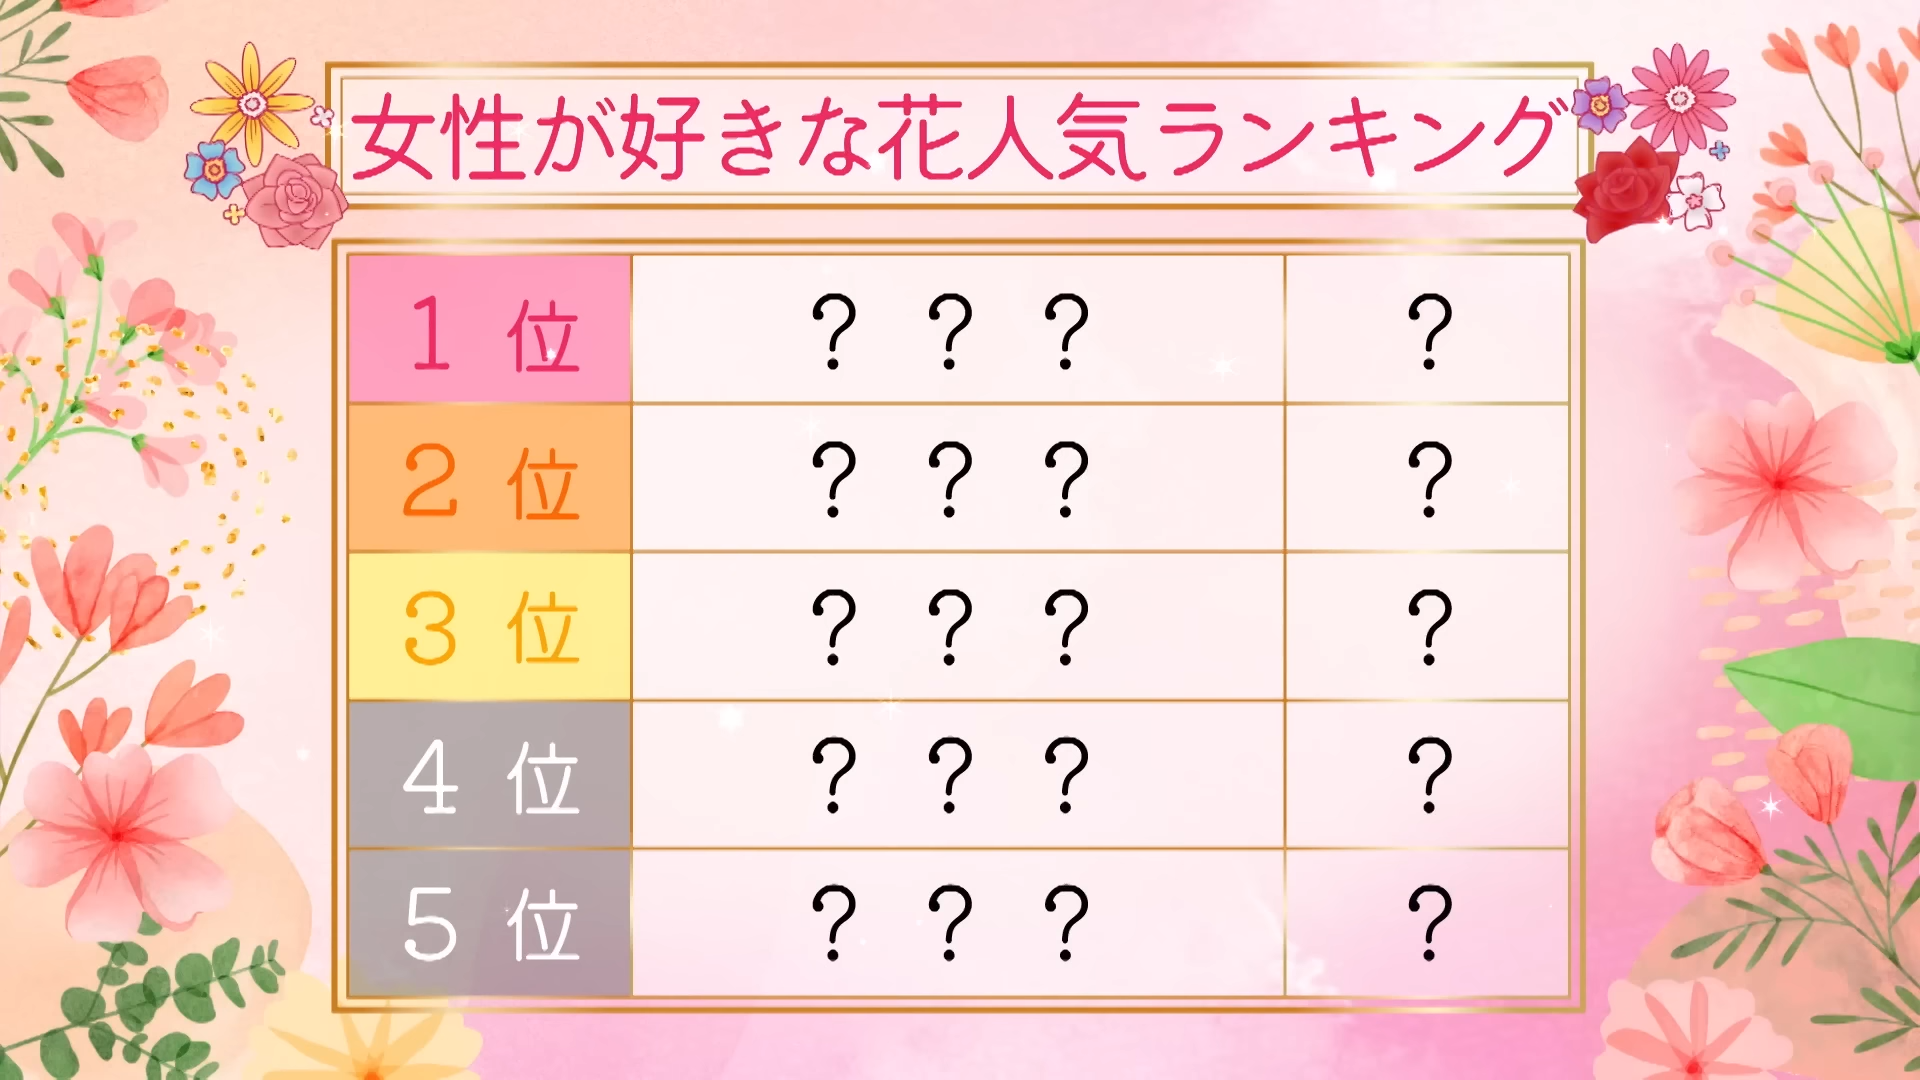 女性が好きな花人気ランキング
1 位 ? ? ? ?
2 位 ? ? ? ?
3 位 ? ? ? ?
4 位 ? ? ? ?
5 位 ? ? ? ?